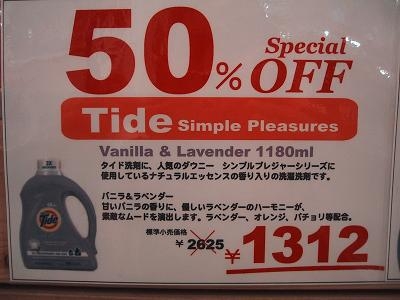 50% Special OFF
Tide Simple Pleasures
Vanilla & Lavender 1180ml
タイド洗剤に、人気のダウニー シンプルプレジャーシリーズに
使用しているナチュラルエッセンスの香り入りの洗濯洗剤です。
バニラ&ラベンダー
甘いバニラの香りに、優しいラベンダーのハーモニーが、
素敵なムードを演出します。ラベンダー、オレンジ、パチョリ等配合。
標準小売価格
¥ 2625 ¥1312
Tide